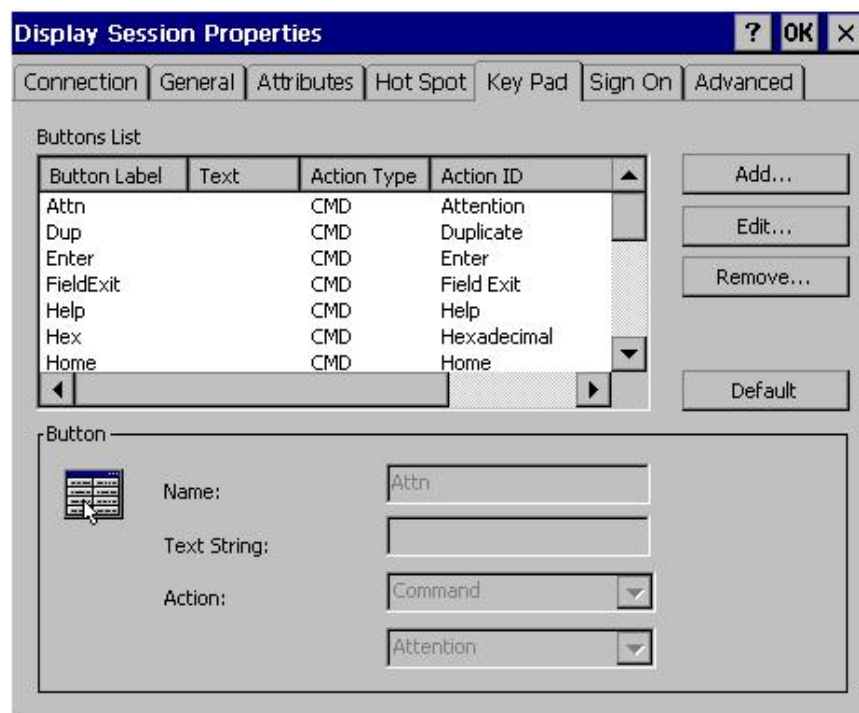 Display Session Properties ? OK ×
Connection General Attributes Hot Spot Key Pad Sign On Advanced
Buttons List
Button Label Text Action Type Action ID
Attn CMD Attention
Dup CMD Duplicate
Enter CMD Enter
FieldExit CMD Field Exit
Help CMD Help
Hex CMD Hexadecimal
Home CMD Home
Add...
Edit...
Remove...
Default
Button
Name: Attn
Text String:
Action: Command
Attention